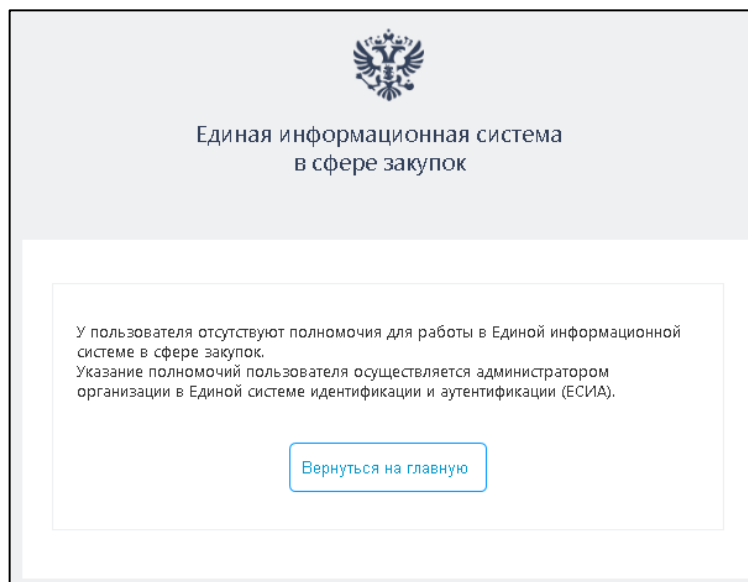 Единая информационная система
в сфере закупок
У пользователя отсутствуют полномочия для работы в Единой информационной
системе в сфере закупок.
Указание полномочий пользователя осуществляется администратором
организации в Единой системе идентификации и аутентификации (ЕСИА).
Вернуться на главную